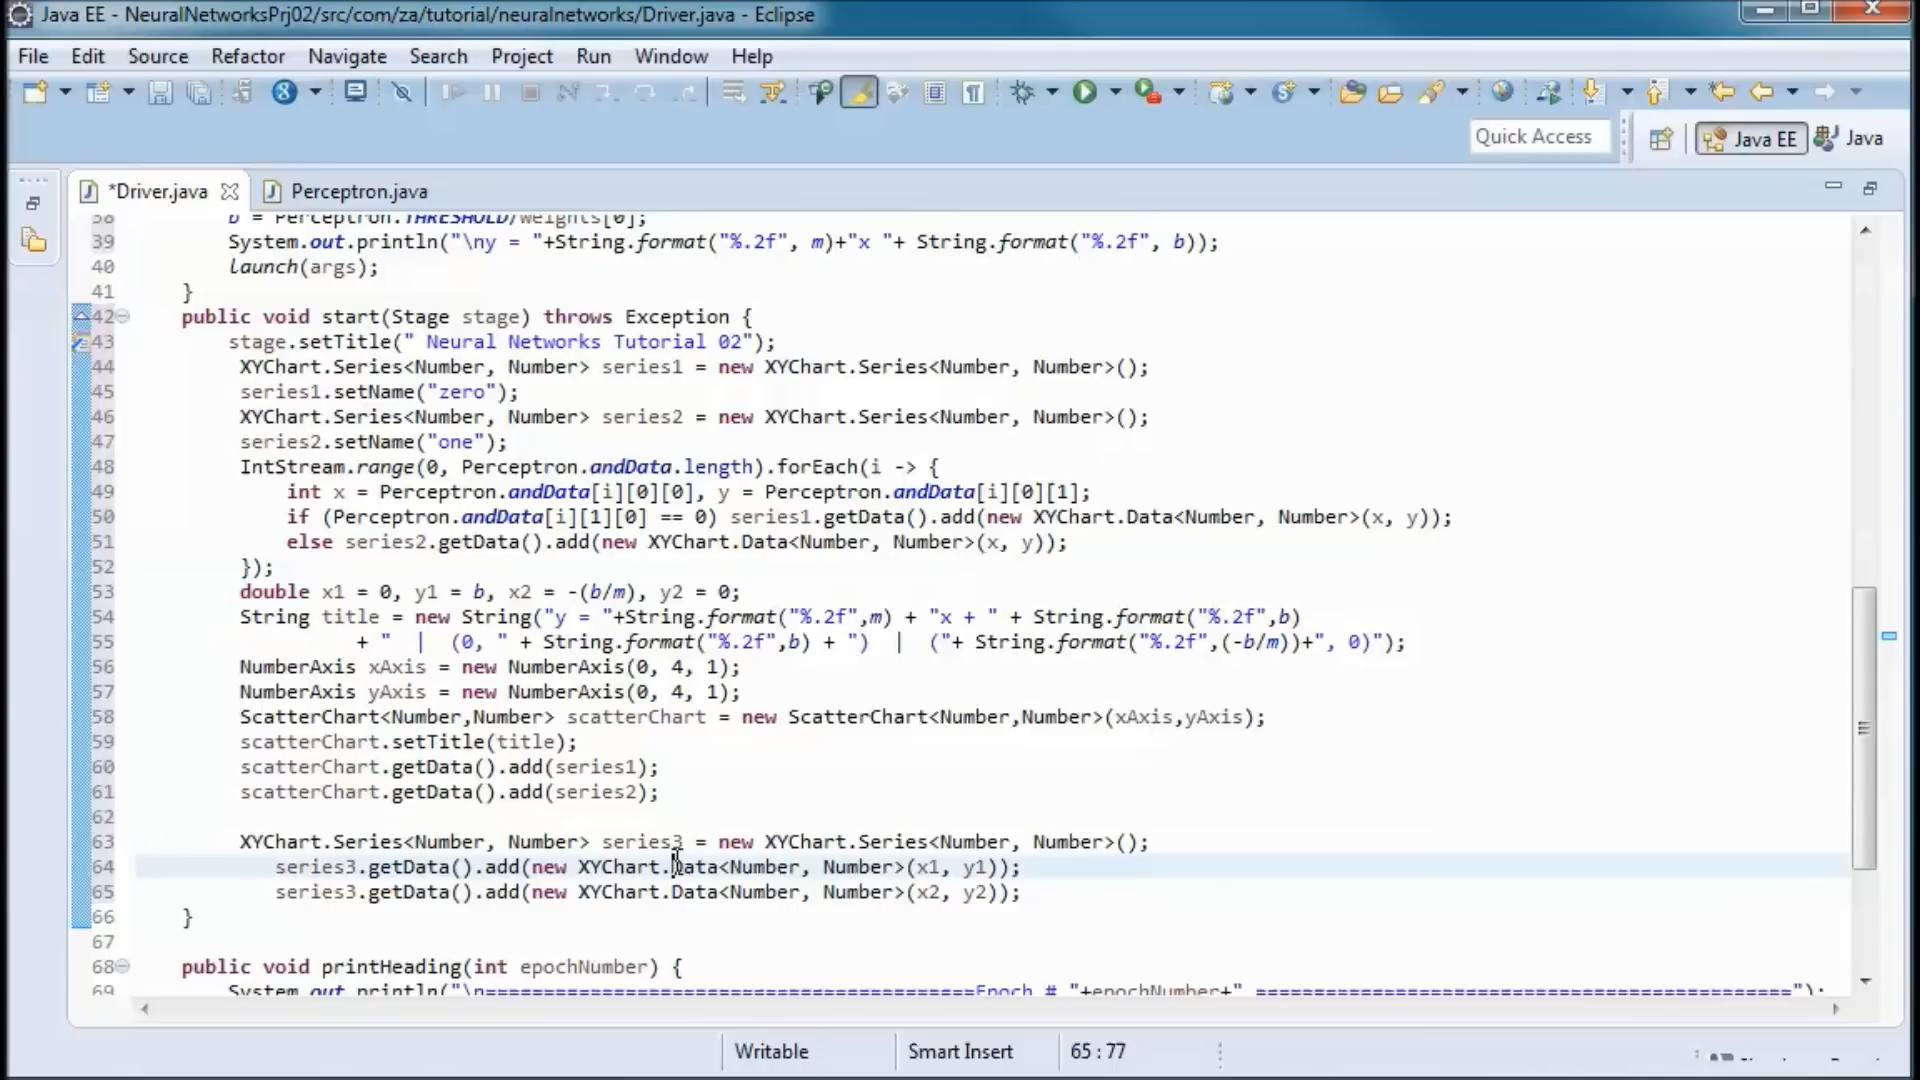 Java EE - NeuralNetworksPrj02/src/com/za/tutorial/neuralnetworks/Driver.java - Eclipse
File Edit Source Refactor Navigate Search Project Run Window Help
Quick Access Java EE Java
*Driver.java Perceptron.java
38 b = Perceptron.THRESHOLD/weights[0];
39 System.out.println("\ny = "+String.format("%.2f", m)+"x "+ String.format("%.2f", b));
40 launch(args);
41 }
42 public void start(Stage stage) throws Exception {
43 stage.setTitle(" Neural Networks Tutorial 02");
44 XYChart.Series<Number, Number> series1 = new XYChart.Series<Number, Number>();
45 series1.setName("zero");
46 XYChart.Series<Number, Number> series2 = new XYChart.Series<Number, Number>();
47 series2.setName("one");
48 IntStream.range(0, Perceptron.andData.length).forEach(i -> {
49 int x = Perceptron.andData[i][0][0], y = Perceptron.andData[i][0][1];
50 if (Perceptron.andData[i][1][0] == 0) series1.getData().add(new XYChart.Data<Number, Number>(x, y));
51 else series2.getData().add(new XYChart.Data<Number, Number>(x, y));
52 });
53 double x1 = 0, y1 = b, x2 = -(b/m), y2 = 0;
54 String title = new String("y = "+String.format("%.2f",m) + "x + " + String.format("%.2f",b)
55 + "  |  (0, " + String.format("%.2f",b) + ")  |  ("+ String.format("%.2f",(-b/m))+", 0)");
56 NumberAxis xAxis = new NumberAxis(0, 4, 1);
57 NumberAxis yAxis = new NumberAxis(0, 4, 1);
58 ScatterChart<Number,Number> scatterChart = new ScatterChart<Number,Number>(xAxis,yAxis);
59 scatterChart.setTitle(title);
60 scatterChart.getData().add(series1);
61 scatterChart.getData().add(series2);
62
63 XYChart.Series<Number, Number> series3 = new XYChart.Series<Number, Number>();
64 series3.getData().add(new XYChart.Data<Number, Number>(x1, y1));
65 series3.getData().add(new XYChart.Data<Number, Number>(x2, y2));
66 }
67
68 public void printHeading(int epochNumber) {
69 System.out.println("\n==========================================Epoch # "+epochNumber+" ==============================================");
Writable Smart Insert 65 : 77